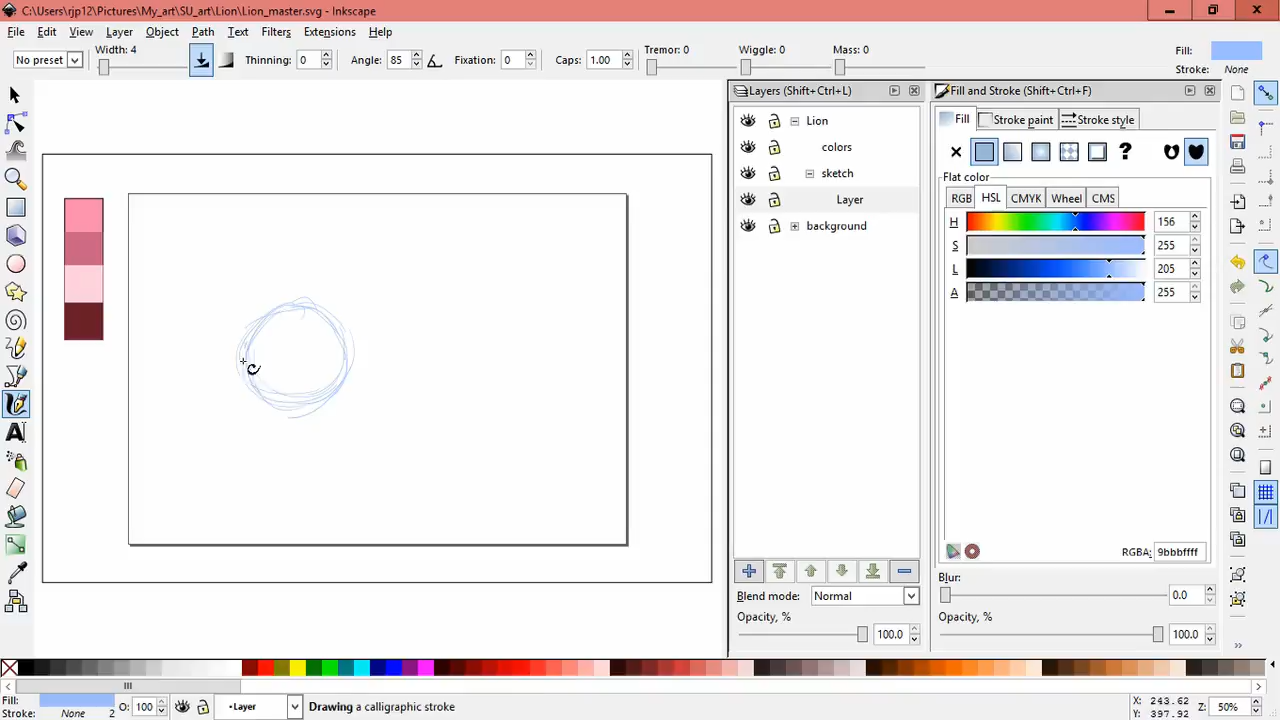 C:\Users\rjp12\Pictures\My_art\SU_art\Lion\Lion_master.svg - Inkscape
File Edit View Layer Object Path Text Filters Extensions Help
No preset Width: 4 Thinning: 0 Angle: 85 Fixation: 0 Caps: 1.00 Tremor: 0 Wiggle: 0 Mass: 0 Fill:
Stroke: None
Layers (Shift+Ctrl+L) Fill and Stroke (Shift+Ctrl+F)
Lion Fill Stroke paint Stroke style
colors
sketch
Flat color
Layer RGB HSL CMYK Wheel CMS
background H 156
S 255
L 205
A 255
RGBA: 9bbbffff
Blur:
Blend mode: Normal 0.0
Opacity, % Opacity, %
100.0 100.0
Fill:
Stroke: None 2 O: 100 •Layer Drawing a calligraphic stroke
X: 243.62
Y: 397.92
Z: 50%